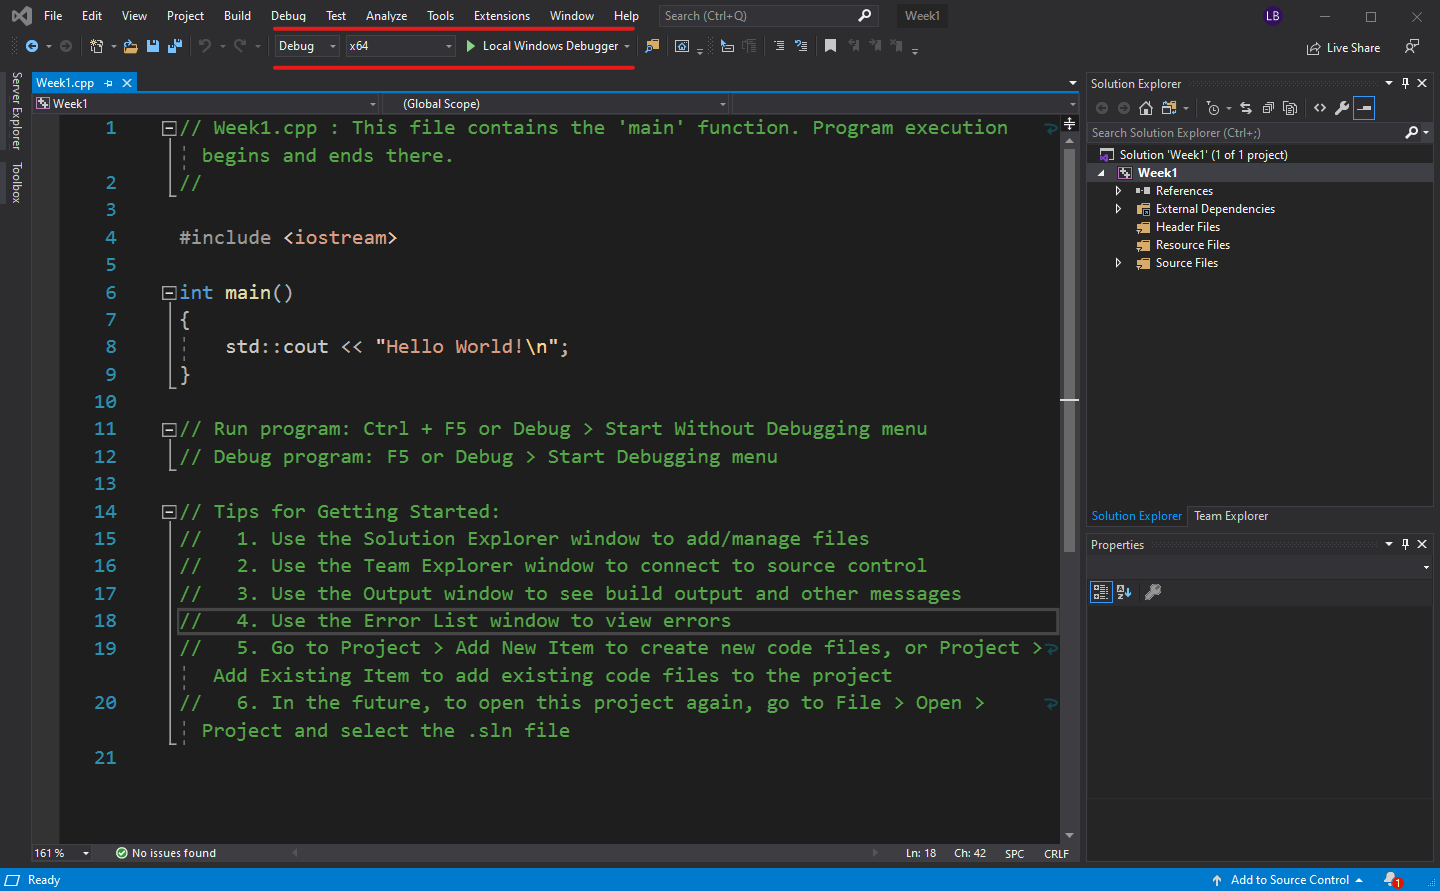 File Edit View Project Build Debug Test Analyze Tools Extensions Window Help Search (Ctrl+Q) Week1 LB
Debug x64 Local Windows Debugger Live Share
Server Explorer
Toolbox
Week1.cpp
Week1 (Global Scope)
1 // Week1.cpp : This file contains the 'main' function. Program execution
begins and ends there.
2 //
3
4 #include <iostream>
5
6 int main()
7 {
8 std::cout << "Hello World!\n";
9 }
10
11 // Run program: Ctrl + F5 or Debug > Start Without Debugging menu
12 // Debug program: F5 or Debug > Start Debugging menu
13
14 // Tips for Getting Started:
15 //   1. Use the Solution Explorer window to add/manage files
16 //   2. Use the Team Explorer window to connect to source control
17 //   3. Use the Output window to see build output and other messages
18 //   4. Use the Error List window to view errors
19 //   5. Go to Project > Add New Item to create new code files, or Project >
Add Existing Item to add existing code files to the project
20 //   6. In the future, to open this project again, go to File > Open >
Project and select the .sln file
21
161 % No issues found Ln: 18 Ch: 42 SPC CRLF
Solution Explorer
Search Solution Explorer (Ctrl+;)
Solution 'Week1' (1 of 1 project)
Week1
References
External Dependencies
Header Files
Resource Files
Source Files
Solution Explorer Team Explorer
Properties
Ready Add to Source Control 1